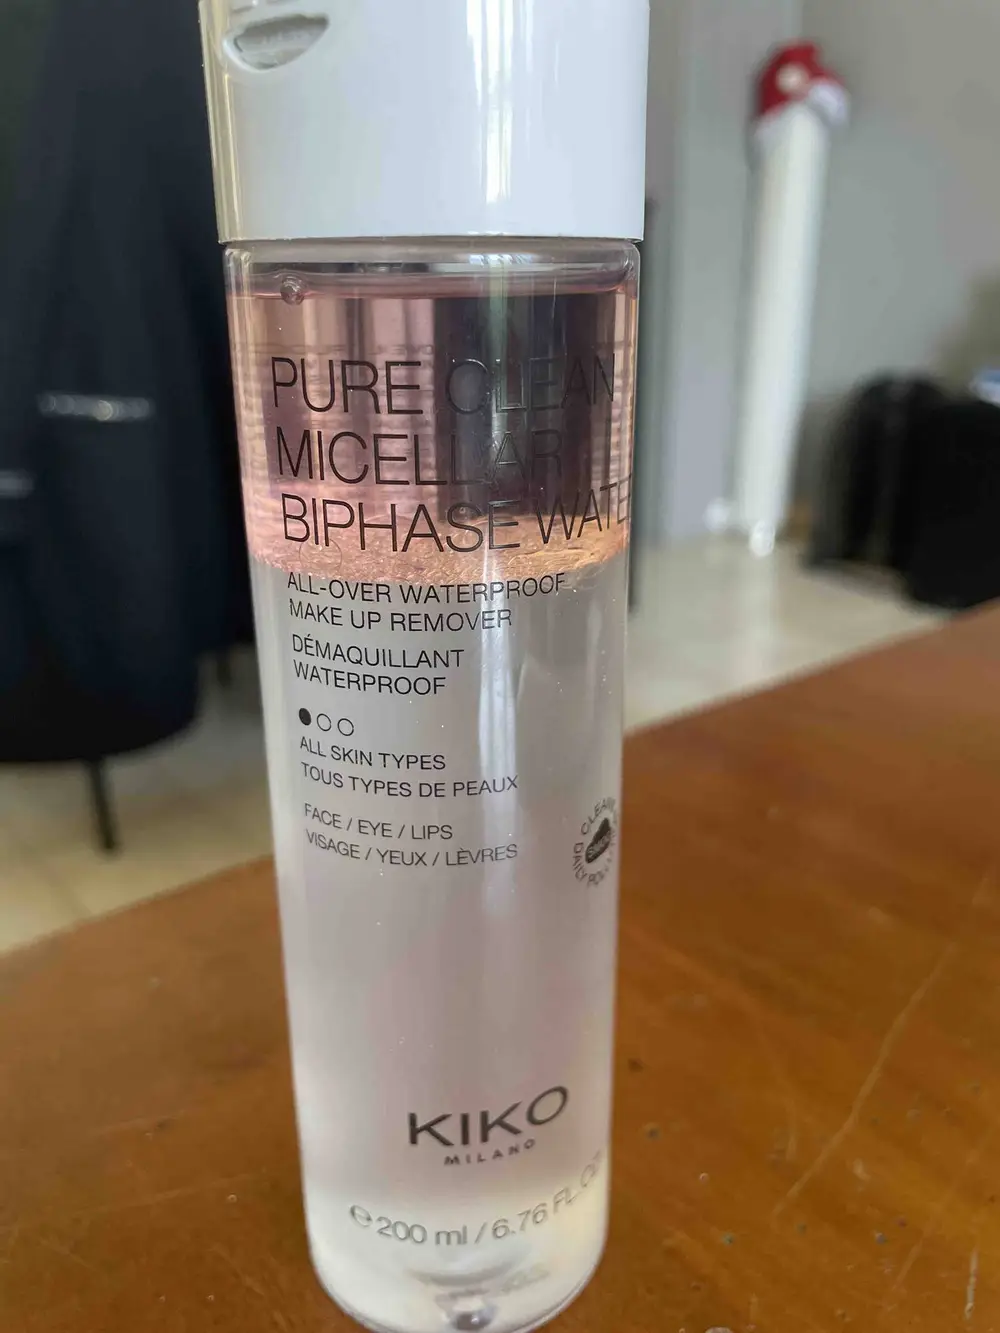 PURE CLEAN
MICELLAR
BIPHASE WATE
ALL-OVER WATERPROOF
MAKE UP REMOVER
DÉMAQUILLANT
WATERPROOF
ALL SKIN TYPES
TOUS TYPES DE PEAUX
FACE / EYE / LIPS
VISAGE / YEUX / LÈVRES
KIKO
MILANO
℮ 200 ml / 6.76 FL.OZ